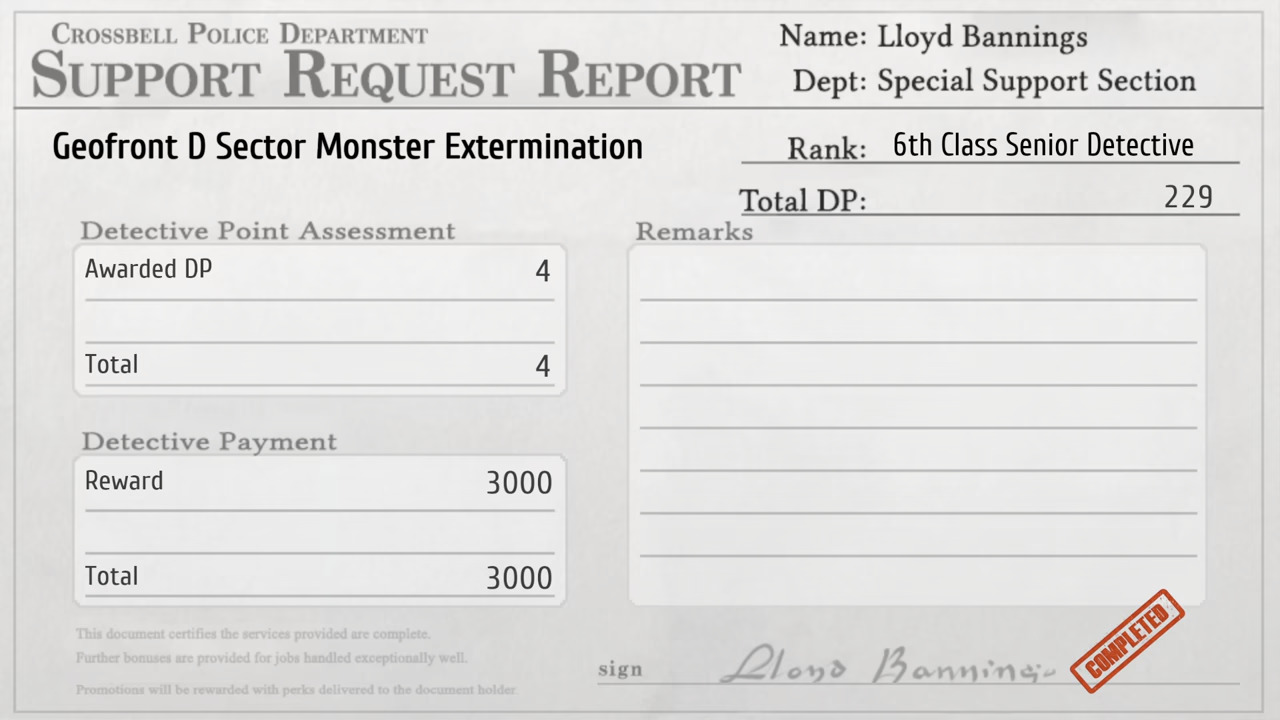 Crossbell Police Department
Support Request Report
Name: Lloyd Bannings
Dept: Special Support Section
Geofront D Sector Monster Extermination
Rank: 6th Class Senior Detective
Total DP: 229
Detective Point Assessment
Awarded DP 4
Total 4
Remarks
Detective Payment
Reward 3000
Total 3000
This document certifies the services provided are complete.
Further bonuses are provided for jobs handled exceptionally well.
Promotions will be rewarded with perks delivered to the document holder.
sign Lloyd Bannings
COMPLETED